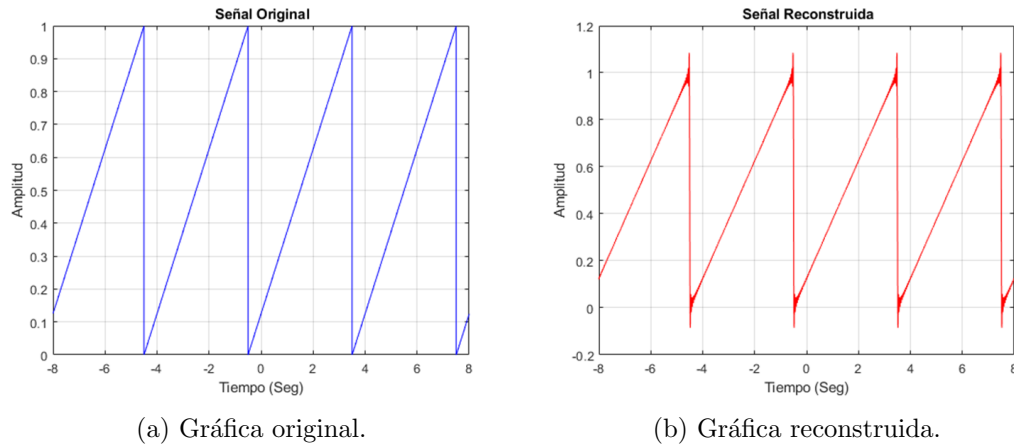 Señal Original
1
0.9
0.8
0.7
0.6
0.5
0.4
0.3
0.2
0.1
0
Amplitud
-8 -6 -4 -2 0 2 4 6 8
Tiempo (Seg)
(a) Gráfica original.
Señal Reconstruida
1.2
1
0.8
0.6
0.4
0.2
0
-0.2
Amplitud
-8 -6 -4 -2 0 2 4 6 8
Tiempo (Seg)
(b) Gráfica reconstruida.